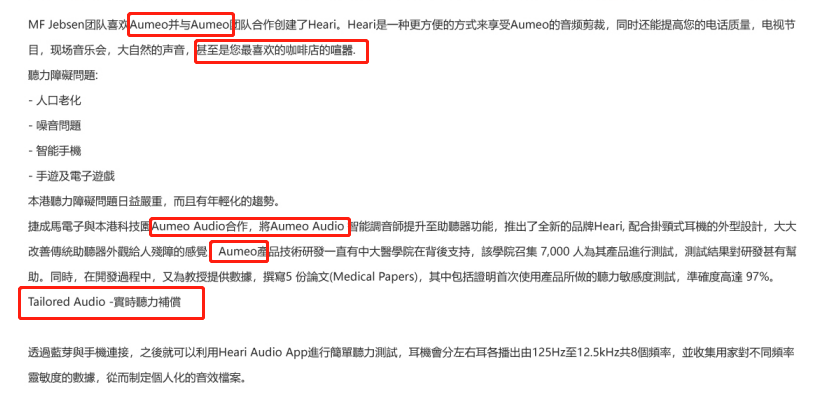 MF Jebsen团队喜欢Aumeo并与Aumeo团队合作创建了Heari。Heari是一种更方便的方式来享受Aumeo的音频剪裁，同时还能提高您的电话质量，电视节
目，现场音乐会，大自然的声音，甚至是您最喜欢的咖啡店的喧嚣.
聽力障礙問題:
- 人口老化
- 噪音問題
- 智能手機
- 手遊及電子遊戲
本港聽力障礙問題日益嚴重，而且有年輕化的趨勢。
捷成馬電子與本港科技園Aumeo Audio合作，將Aumeo Audio 智能調音師提升至助聽器功能，推出了全新的品牌Heari, 配合掛頸式耳機的外型設計，大大
改善傳統助聽器外觀給人殘障的感覺。Aumeo產品技術研發一直有中大醫學院在背後支持，該學院召集 7,000 人為其產品進行測試，測試結果對研發甚有幫
助。同時，在開發過程中，又為教授提供數據，撰寫5 份論文(Medical Papers)，其中包括證明首次使用產品所做的聽力敏感度測試，準確度高達 97%。
Tailored Audio -實時聽力補償
透過藍芽與手機連接，之後就可以利用Heari Audio App進行簡單聽力測試，耳機會分左右耳各播出由125Hz至12.5kHz共8個頻率，並收集用家對不同頻率
靈敏度的數據，從而制定個人化的音效檔案。